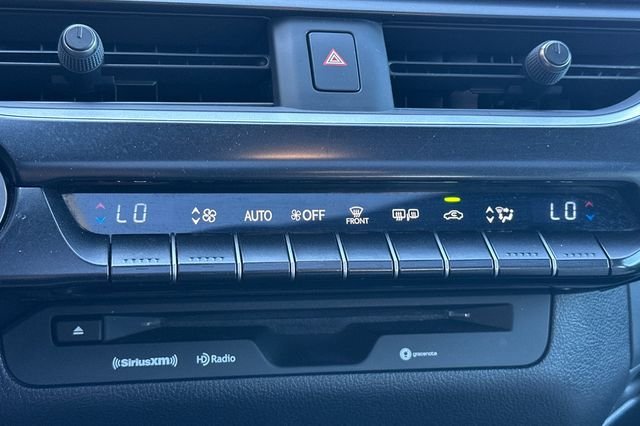 LO AUTO OFF FRONT LO
SiriusXM HD Radio gracenote